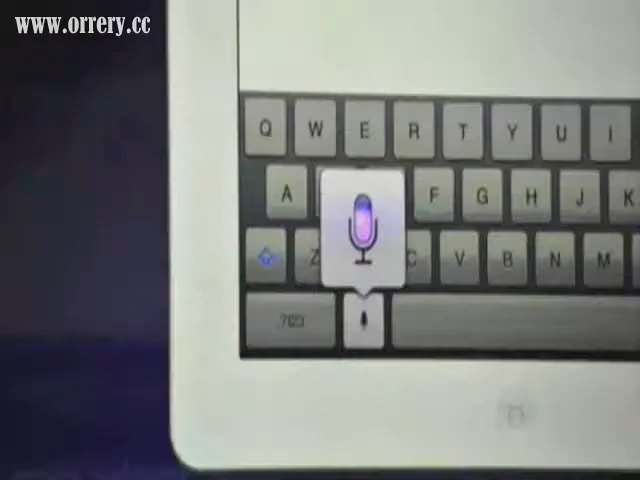 www.orrery.cc
Q W E R T Y U I
A F G H J K
Z C V B N M
.?123